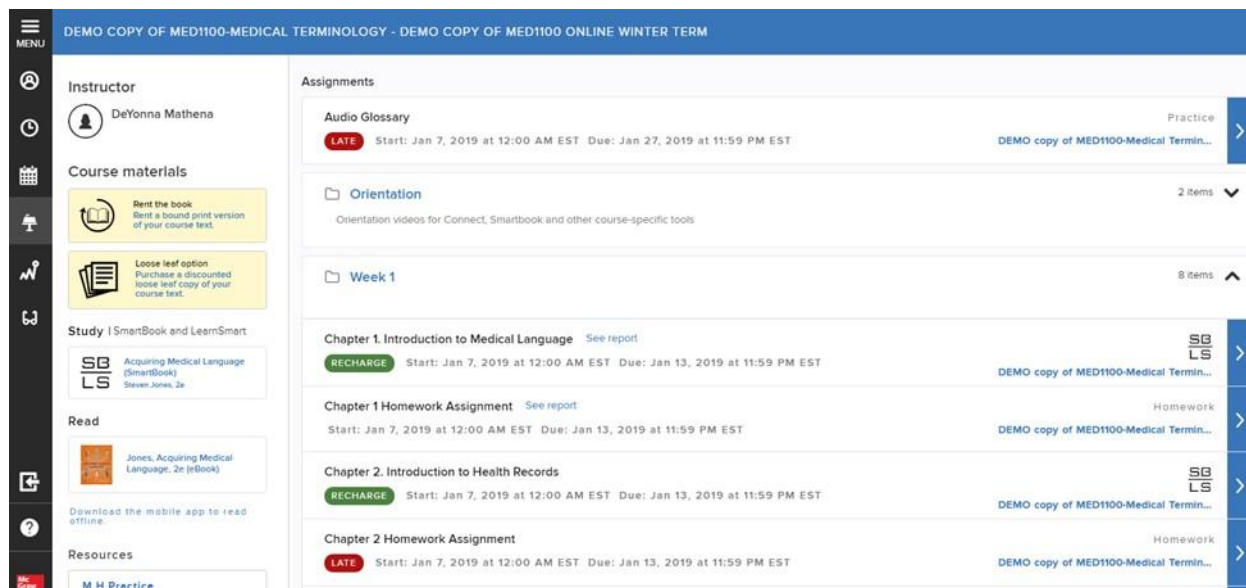 MENU
DEMO COPY OF MED1100-MEDICAL TERMINOLOGY - DEMO COPY OF MED1100 ONLINE WINTER TERM
Instructor
DeYonna Mathena
Course materials
Rent the book
Rent a bound print version
of your course text.
Loose leaf option
Purchase a discounted
loose leaf copy of your
course text.
Study | SmartBook and LearnSmart
SB
LS
Acquiring Medical Language
(SmartBook)
Steven Jones, 2e
Read
Jones, Acquiring Medical
Language, 2e (eBook)
Download the mobile app to read
offline.
Resources
M H Practice
Mc
Graw
Assignments
Audio Glossary
Practice
LATE Start: Jan 7, 2019 at 12:00 AM EST Due: Jan 27, 2019 at 11:59 PM EST
DEMO copy of MED1100-Medical Termin...
Orientation
2 items
Orientation videos for Connect, Smartbook and other course-specific tools
Week 1
8 items
Chapter 1. Introduction to Medical Language See report
SB
LS
RECHARGE Start: Jan 7, 2019 at 12:00 AM EST Due: Jan 13, 2019 at 11:59 PM EST
DEMO copy of MED1100-Medical Termin...
Chapter 1 Homework Assignment See report
Homework
Start: Jan 7, 2019 at 12:00 AM EST Due: Jan 13, 2019 at 11:59 PM EST
DEMO copy of MED1100-Medical Termin...
Chapter 2. Introduction to Health Records
SB
LS
RECHARGE Start: Jan 7, 2019 at 12:00 AM EST Due: Jan 13, 2019 at 11:59 PM EST
DEMO copy of MED1100-Medical Termin...
Chapter 2 Homework Assignment
Homework
LATE Start: Jan 7, 2019 at 12:00 AM EST Due: Jan 13, 2019 at 11:59 PM EST
DEMO copy of MED1100-Medical Termin...